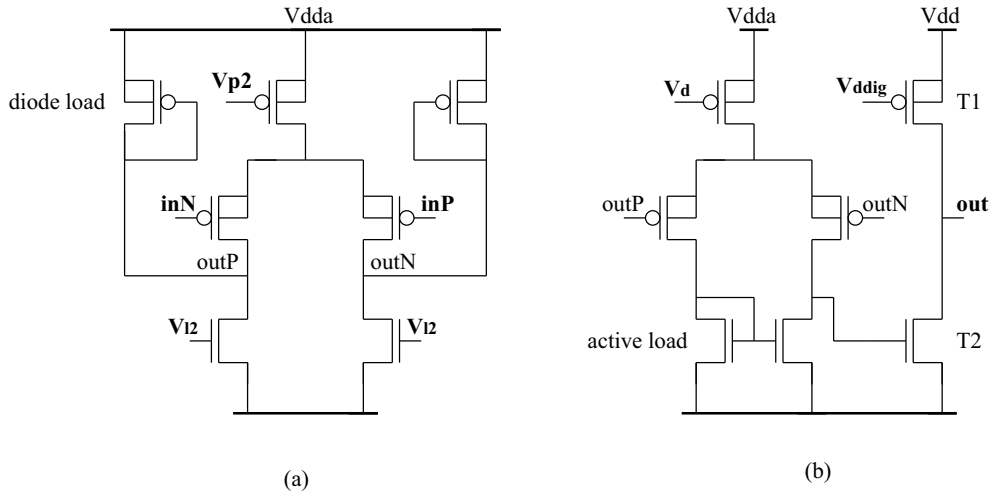 Vdda
Vdda
Vdd
diode load
Vp2
Vd
Vddig
T1
inN
inP
outP
outN
out
outP
outN
Vl2
Vl2
active load
T2
(a)
(b)